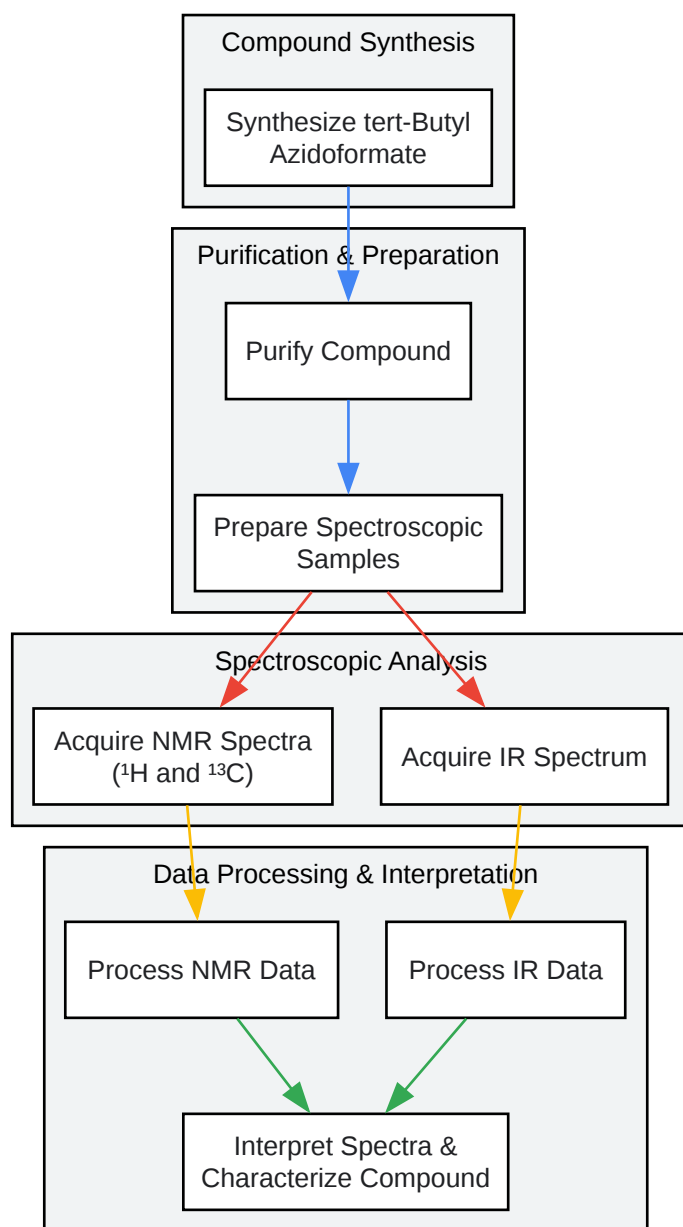 Compound Synthesis
Synthesize tert-Butyl
Azidoformate
Purification & Preparation
Purify Compound
Prepare Spectroscopic
Samples
Spectroscopic Analysis
Acquire NMR Spectra
(¹H and ¹³C)
Acquire IR Spectrum
Data Processing & Interpretation
Process NMR Data
Process IR Data
Interpret Spectra &
Characterize Compound